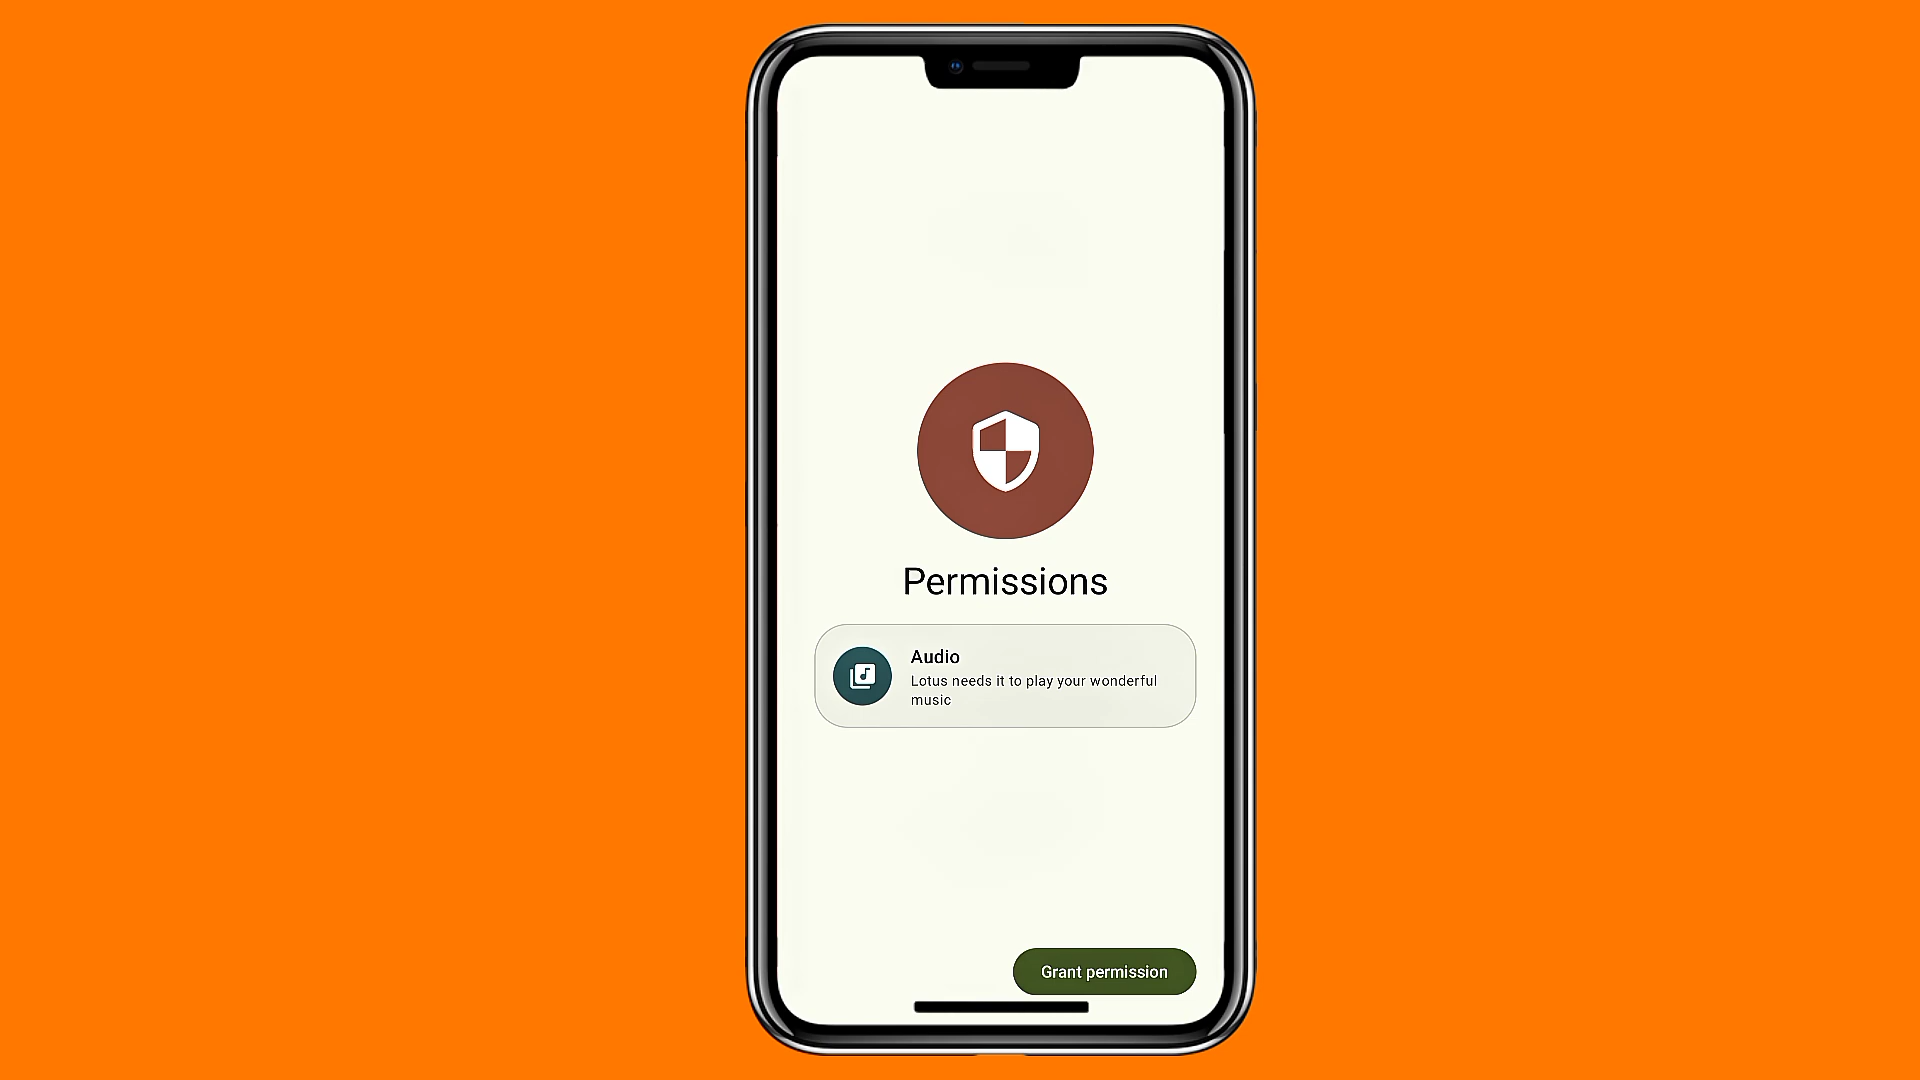 Permissions
Audio
Lotus needs it to play your wonderful
music
Grant permission